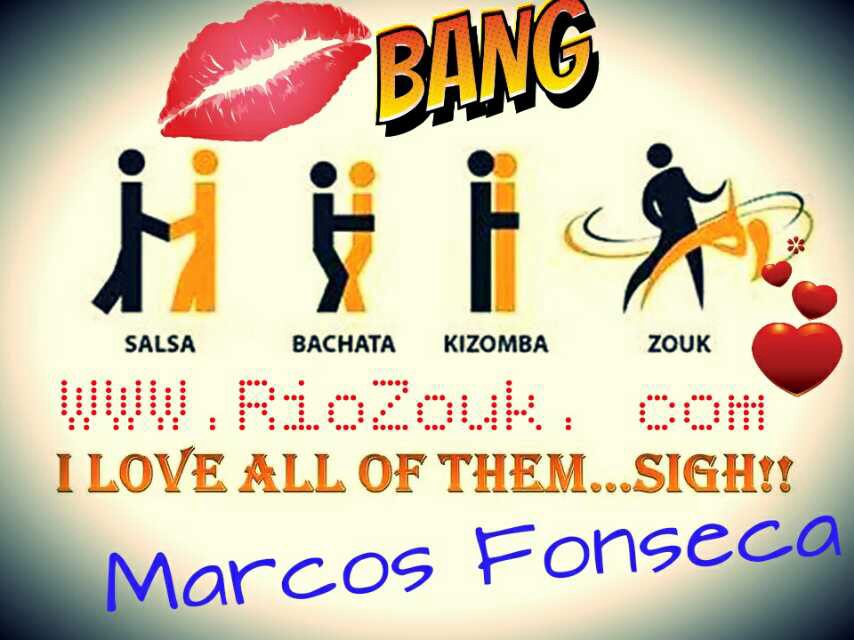 BANG
SALSA BACHATA KIZOMBA ZOUK
WWW.RioZouk. com
I LOVE ALL OF THEM...SIGH!!
Marcos Fonseca